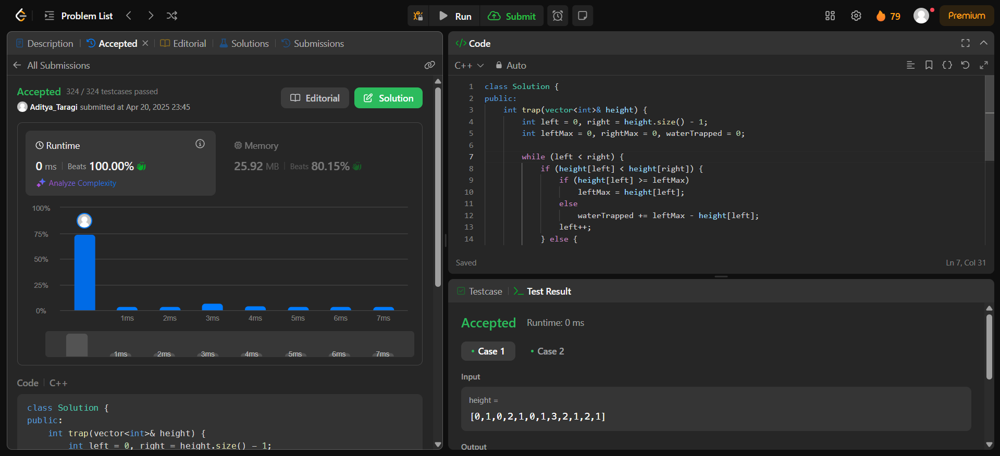 Problem List
Run
Submit
79
Premium
Description
Accepted
Editorial
Solutions
Submissions
All Submissions
Accepted 324 / 324 testcases passed
Aditya_Taragi submitted at Apr 20, 2025 23:45
Editorial
Solution
Runtime
0 ms Beats 100.00%
Analyze Complexity
Memory
25.92 MB Beats 80.15%
100%
75%
50%
25%
0%
1ms 2ms 3ms 4ms 5ms 6ms 7ms
1ms 2ms 3ms 4ms 5ms 6ms 7ms
Code C++
class Solution {
public:
    int trap(vector<int>& height) {
        int left = 0, right = height.size() - 1;
</> Code
C++ Auto
1 class Solution {
2 public:
3     int trap(vector<int>& height) {
4         int left = 0, right = height.size() - 1;
5         int leftMax = 0, rightMax = 0, waterTrapped = 0;
6
7         while (left < right) {
8             if (height[left] < height[right]) {
9                 if (height[left] >= leftMax)
10                     leftMax = height[left];
11                 else
12                     waterTrapped += leftMax - height[left];
13                 left++;
14             } else {
Saved
Ln 7, Col 31
Testcase
Test Result
Accepted Runtime: 0 ms
Case 1
Case 2
Input
height =
[0,1,0,2,1,0,1,3,2,1,2,1]
Output